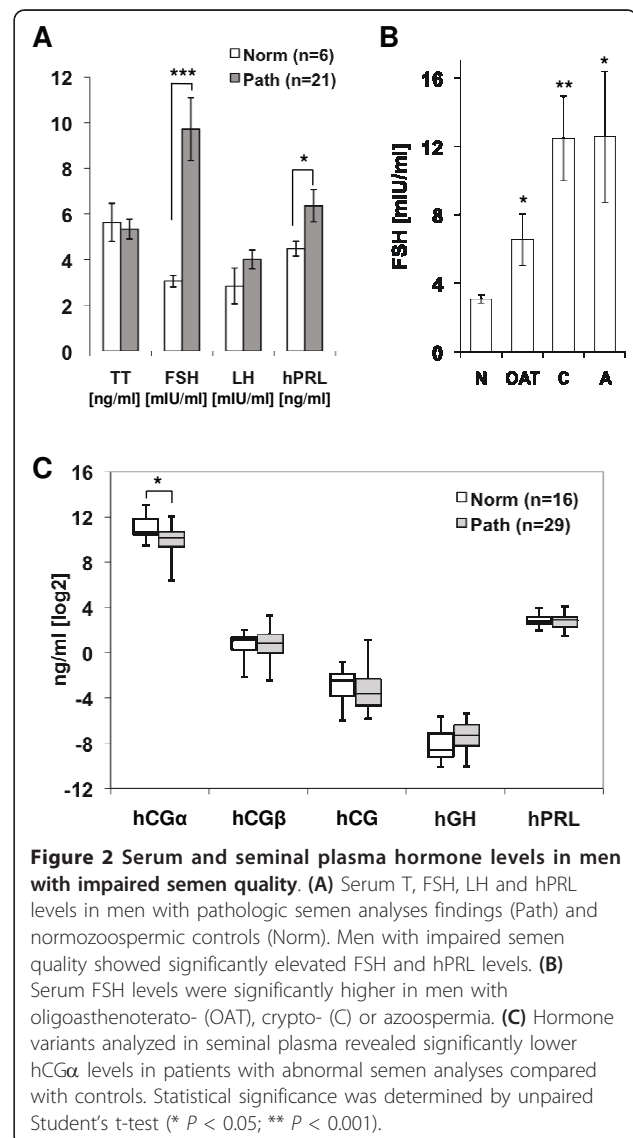 A
Norm (n=6)
Path (n=21)
***
*
12
10
8
6
4
2
0
TT FSH LH hPRL
[ng/ml] [mIU/ml] [mIU/ml] [ng/ml]
B
FSH [mIU/ml]
16
12
8
4
0
*
**
*
N OAT C A
C
ng/ml [log2]
16
12
8
4
0
-4
-8
-12
*
Norm (n=16)
Path (n=29)
hCGα hCGβ hCG hGH hPRL
Figure 2 Serum and seminal plasma hormone levels in men
with impaired semen quality. (A) Serum T, FSH, LH and hPRL
levels in men with pathologic semen analyses findings (Path) and
normozoospermic controls (Norm). Men with impaired semen
quality showed significantly elevated FSH and hPRL levels. (B)
Serum FSH levels were significantly higher in men with
oligoasthenoterato- (OAT), crypto- (C) or azoospermia. (C) Hormone
variants analyzed in seminal plasma revealed significantly lower
hCGα levels in patients with abnormal semen analyses compared
with controls. Statistical significance was determined by unpaired
Student's t-test (* P < 0.05; ** P < 0.001).